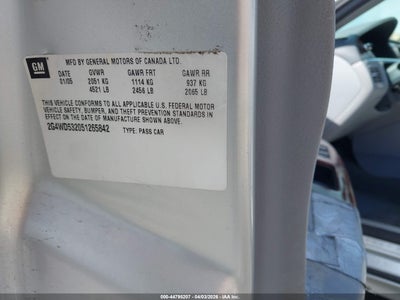 GM
MFD BY GENERAL MOTORS OF CANADA LTD.
DATE GVWR GAWR FRT GAWR RR
01/05 2051 KG 1114 KG 937 KG
4521 LB 2456 LB 2065 LB
THIS VEHICLE CONFORMS TO ALL APPLICABLE U.S. FEDERAL MOTOR
VEHICLE SAFETY, BUMPER, AND THEFT PREVENTION STANDARDS
IN EFFECT ON THE DATE OF MANUFACTURE SHOWN ABOVE.
2G4WD532051265842 TYPE: PASS CAR
000-44796207 - 04/03/2026 - IAAI.COM